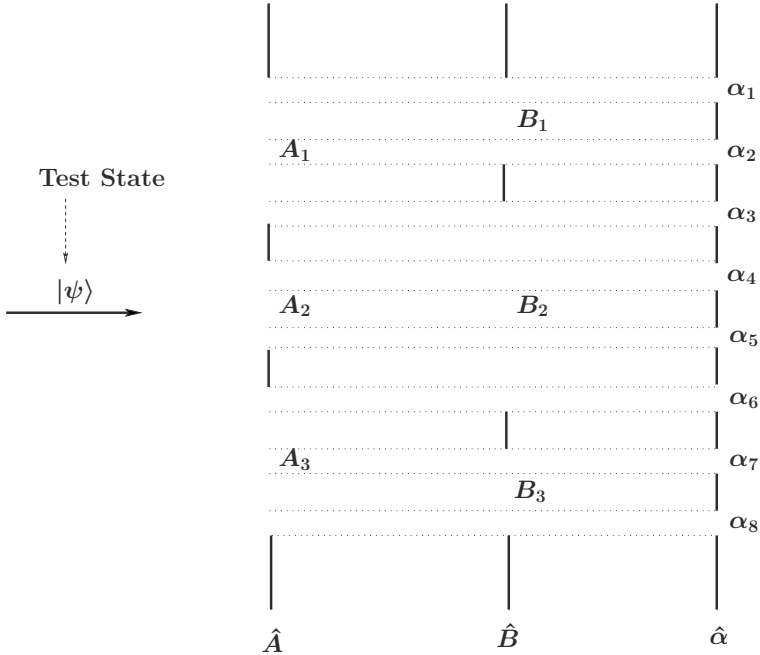 α₁
B₁
A₁
α₂
Test State
α₃
α₄
|ψ⟩
A₂
B₂
α₅
α₆
A₃
α₇
B₃
α₈
Â
B̂
α̂